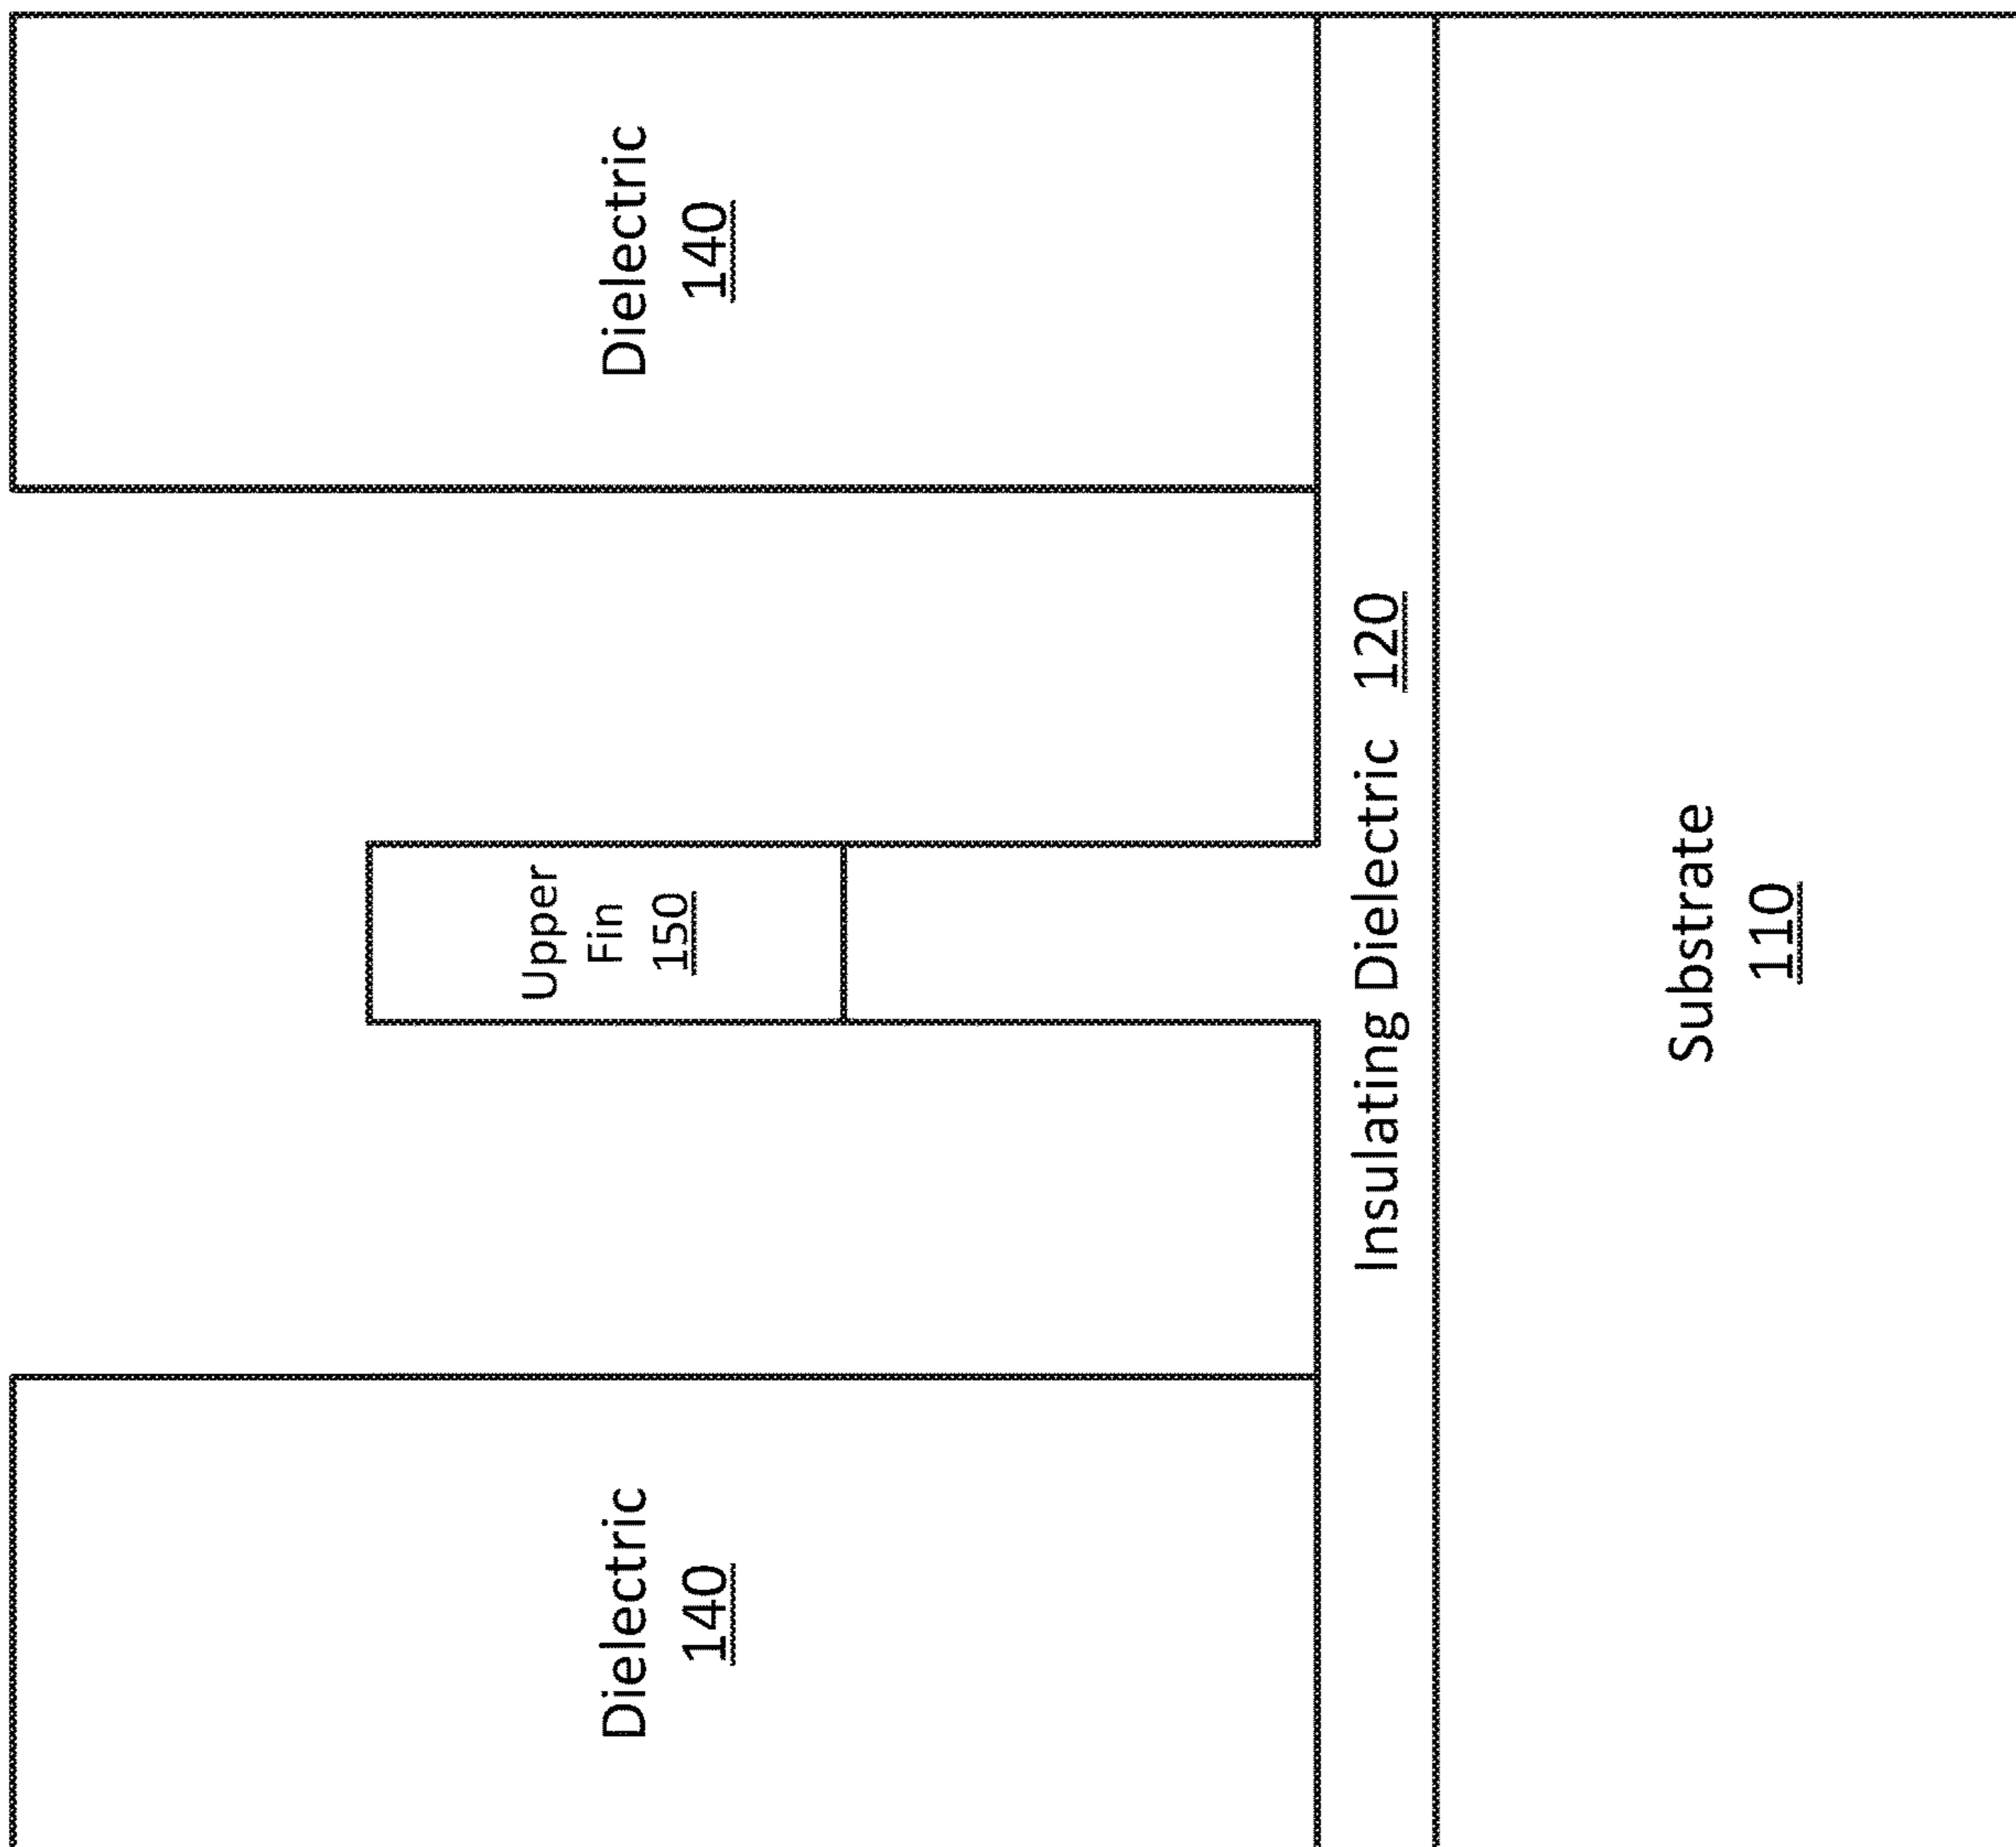 Dielectric
140
Upper
Fin
150
Dielectric
140
Insulating Dielectric 120
Substrate
110